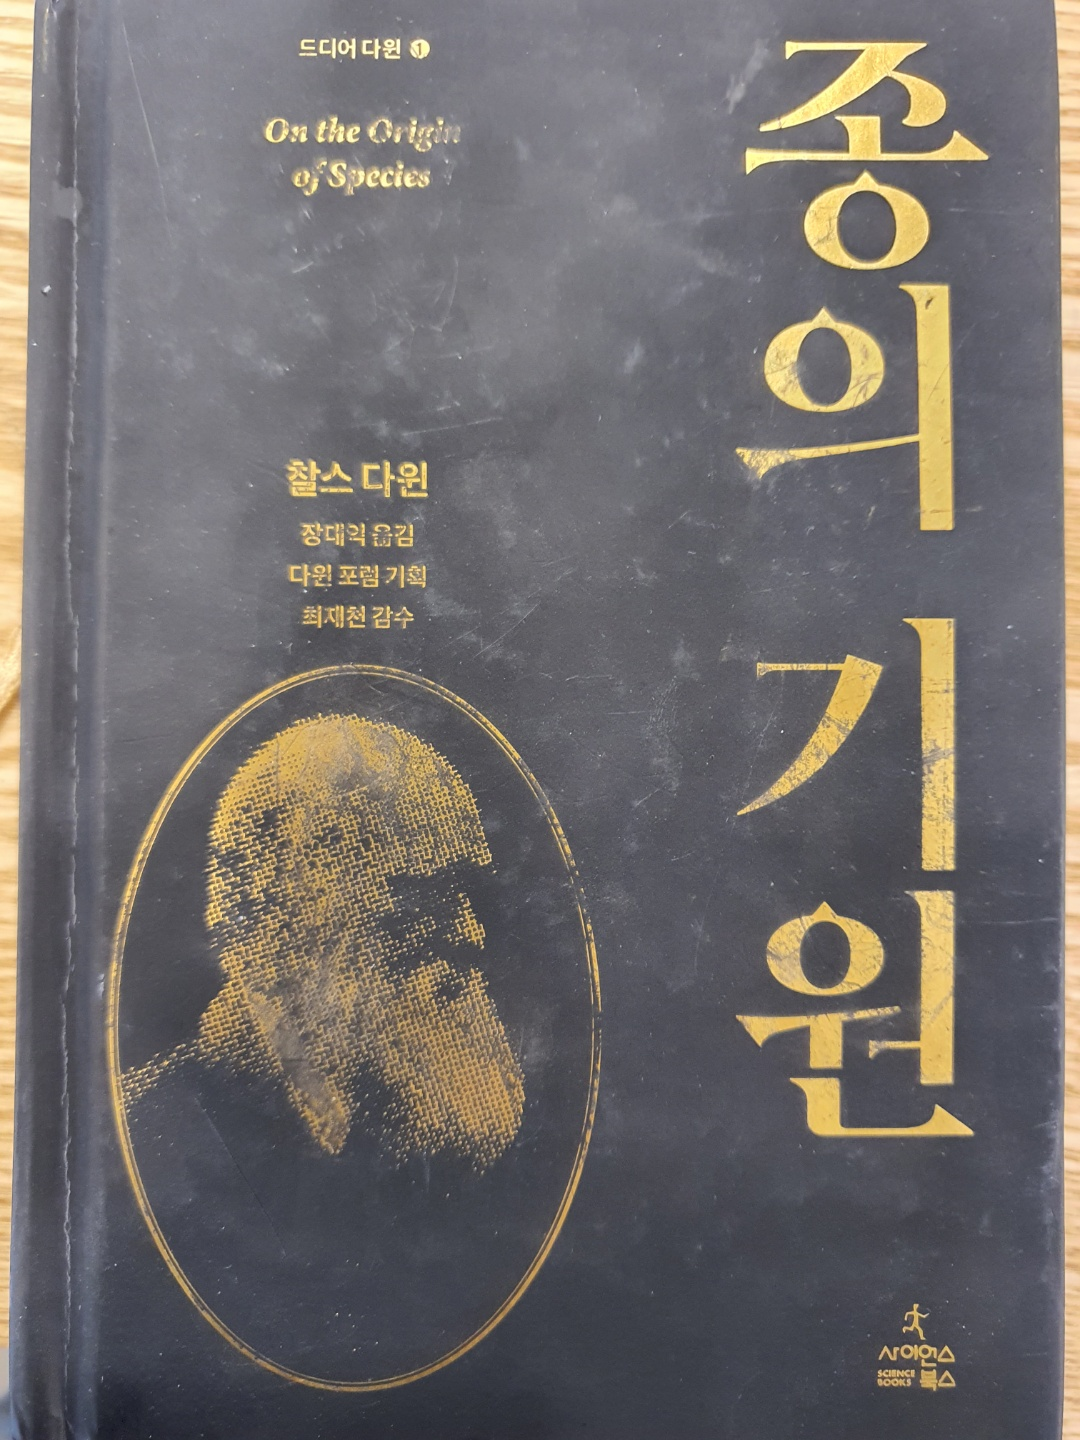 드디어 다윈 1
On the Origin
of Species
종의 기원
찰스 다윈
장대익 옮김
다윈 포럼 기획
최재천 감수
사이언스
SCIENCE
BOOKS
북스